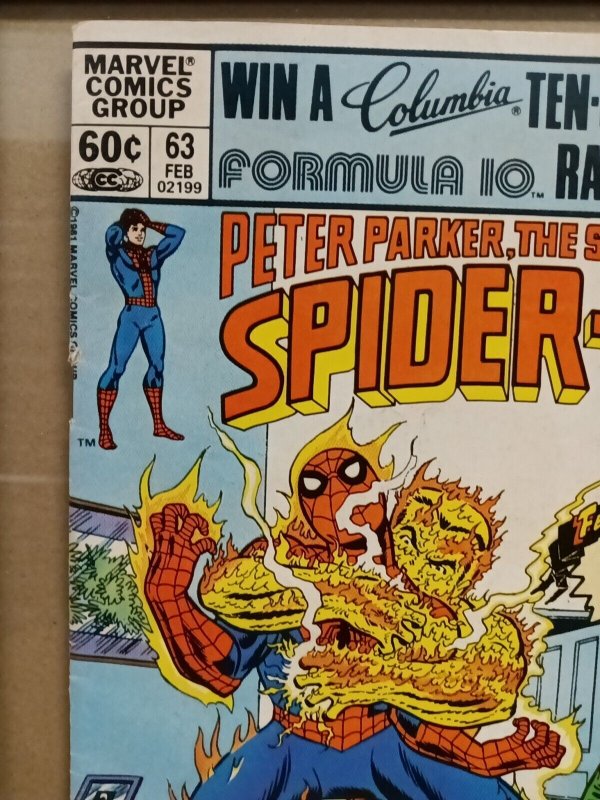 MARVEL®
COMICS
GROUP
60¢
CC
63
FEB
02199
WIN A Columbia® TEN-
FORMULA 10™ RA
©1981 MARVEL COMICS
PETER PARKER, THE S
SPIDER-
TM